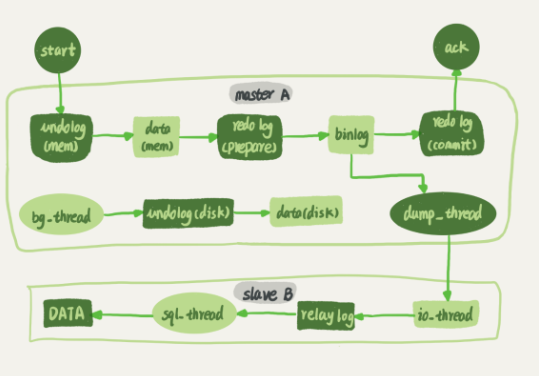 start
ack
master A
undolog
(mem)
data
(mem)
redo log
(prepare)
binlog
redo log
(commit)
bg_thread
undolog(disk)
data(disk)
dump_thread
slave B
DATA
sql_thread
relay log
io_thread